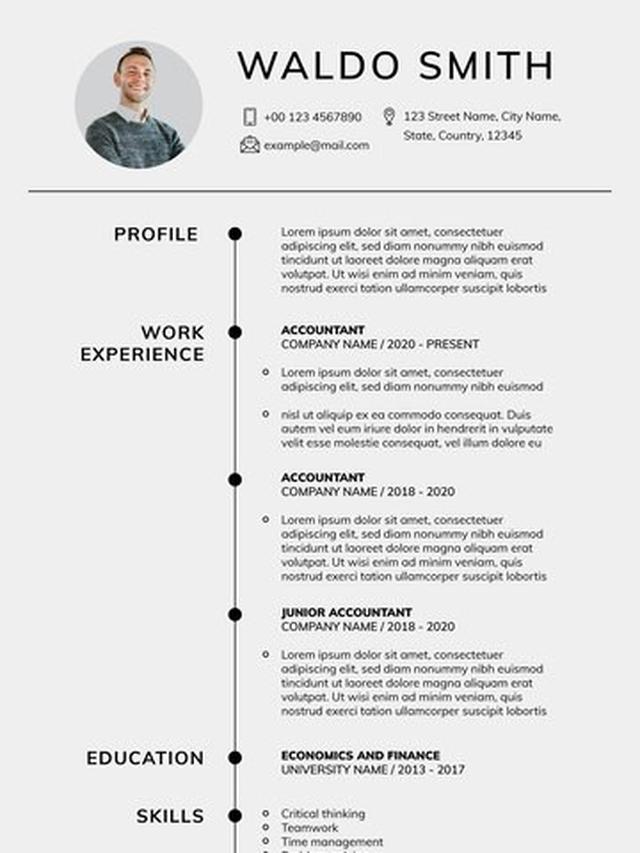 WALDO SMITH
+00 123 4567890
123 Street Name, City Name,
State, Country, 12345
example@mail.com
PROFILE
Lorem ipsum dolor sit amet, consectetuer
adipiscing elit, sed diam nonummy nibh euismod
tincidunt ut laoreet dolore magna aliquam erat
volutpat. Ut wisi enim ad minim veniam, quis
nostrud exerci tation ullamcorper suscipit lobortis
WORK
EXPERIENCE
ACCOUNTANT
COMPANY NAME / 2020 - PRESENT
Lorem ipsum dolor sit amet, consectetuer
adipiscing elit, sed diam nonummy nibh euismod
nisl ut aliquip ex ea commodo consequat. Duis
autem vel eum iriure dolor in hendrerit in vulputate
velit esse molestie consequat, vel illum dolore eu
ACCOUNTANT
COMPANY NAME / 2018 - 2020
Lorem ipsum dolor sit amet, consectetuer
adipiscing elit, sed diam nonummy nibh euismod
tincidunt ut laoreet dolore magna aliquam erat
volutpat. Ut wisi enim ad minim veniam, quis
nostrud exerci tation ullamcorper suscipit lobortis
JUNIOR ACCOUNTANT
COMPANY NAME / 2018 - 2020
Lorem ipsum dolor sit amet, consectetuer
adipiscing elit, sed diam nonummy nibh euismod
tincidunt ut laoreet dolore magna aliquam erat
volutpat. Ut wisi enim ad minim veniam, quis
nostrud exerci tation ullamcorper suscipit lobortis
EDUCATION
ECONOMICS AND FINANCE
UNIVERSITY NAME / 2013 - 2017
SKILLS
Critical thinking
Teamwork
Time management